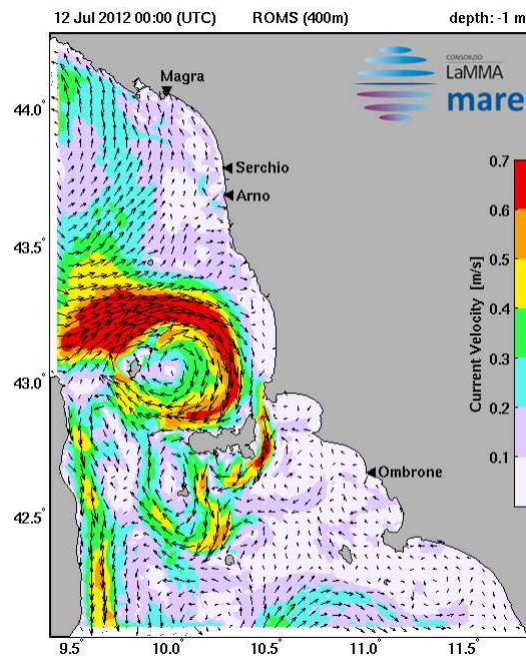 12 Jul 2012 00:00 (UTC) ROMS (400m) depth: -1 m
CONSORZIO
LaMMA
mare
Magra
Serchio
Arno
Ombrone
44.0°
43.5°
43.0°
42.5°
9.5° 10.0° 10.5° 11.0° 11.5°
0.7
0.6
0.5
0.4
0.3
0.2
0.1
Current Velocity [m/s]